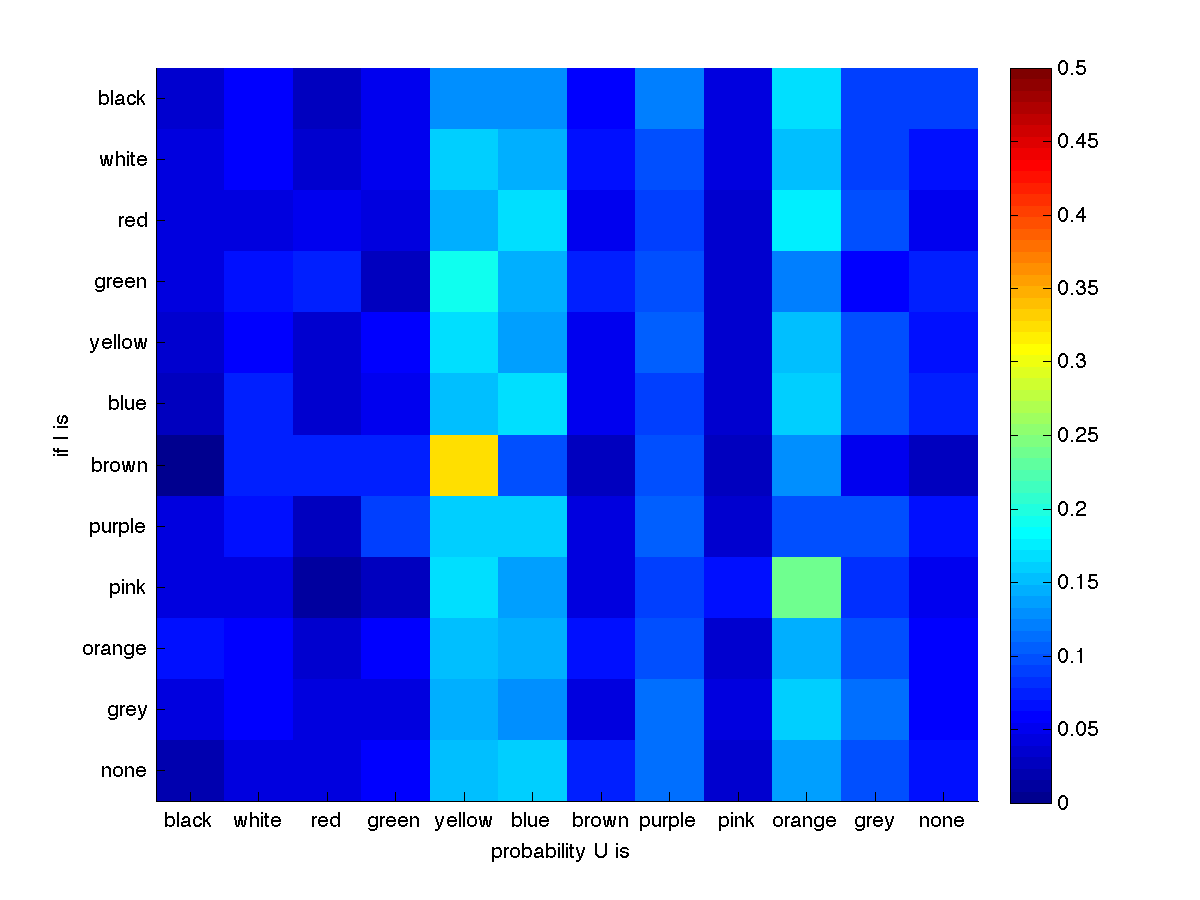 black
white
red
green
yellow
blue
brown
purple
pink
orange
grey
none
if I is
black white red green yellow blue brown purple pink orange grey none
probability U is
0.5
0.45
0.4
0.35
0.3
0.25
0.2
0.15
0.1
0.05
0